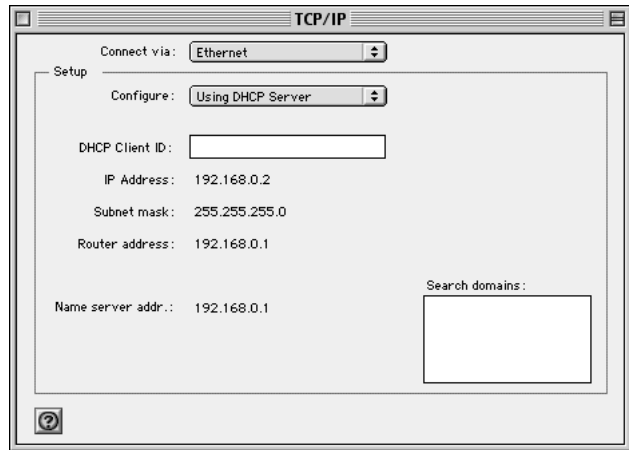 TCP/IP
Connect via: Ethernet
Setup
Configure: Using DHCP Server
DHCP Client ID:
IP Address: 192.168.0.2
Subnet mask: 255.255.255.0
Router address: 192.168.0.1
Search domains:
Name server addr.: 192.168.0.1
?